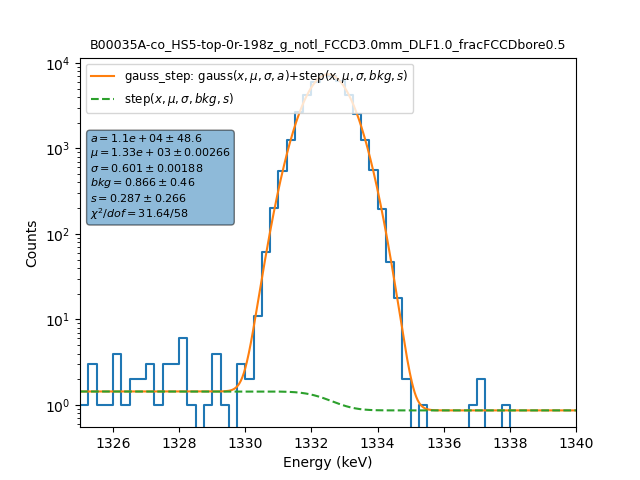 B00035A-co_HS5-top-0r-198z_g_notl_FCCD3.0mm_DLF1.0_fracFCCDbore0.5
gauss_step: gauss(x, μ, σ, a)+step(x, μ, σ, bkg, s)
step(x, μ, σ, bkg, s)
a = 1.1e + 04 ± 48.6
μ = 1.33e + 03 ± 0.00266
σ = 0.601 ± 0.00188
bkg = 0.866 ± 0.46
s = 0.287 ± 0.266
χ²/dof = 31.64/58
Counts
10⁴
10³
10²
10¹
10⁰
1326 1328 1330 1332 1334 1336 1338 1340
Energy (keV)